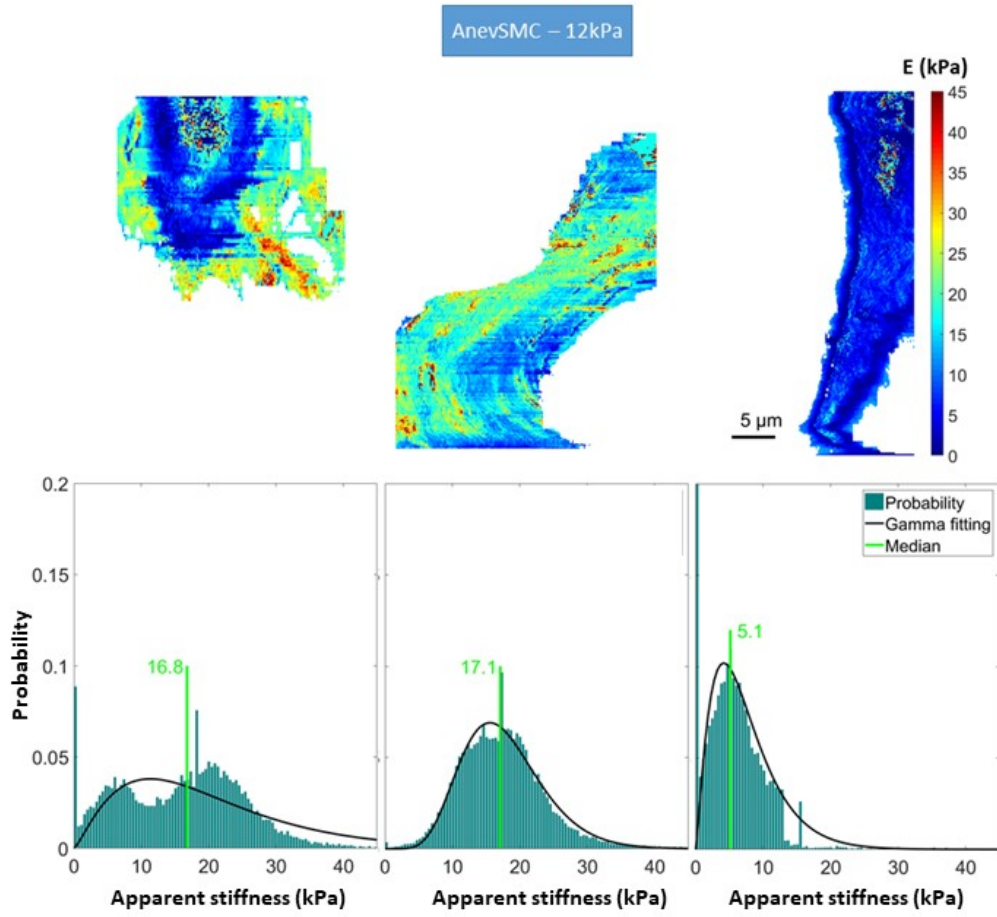 AnevSMC – 12kPa
E (kPa)
45
40
35
30
25
20
15
10
5
0
5 µm
0.2
0.15
0.1
0.05
0
Probability
16.8
17.1
5.1
Probability
Gamma fitting
Median
0 10 20 30 40
0 10 20 30 40
0 10 20 30 40
Apparent stiffness (kPa)
Apparent stiffness (kPa)
Apparent stiffness (kPa)